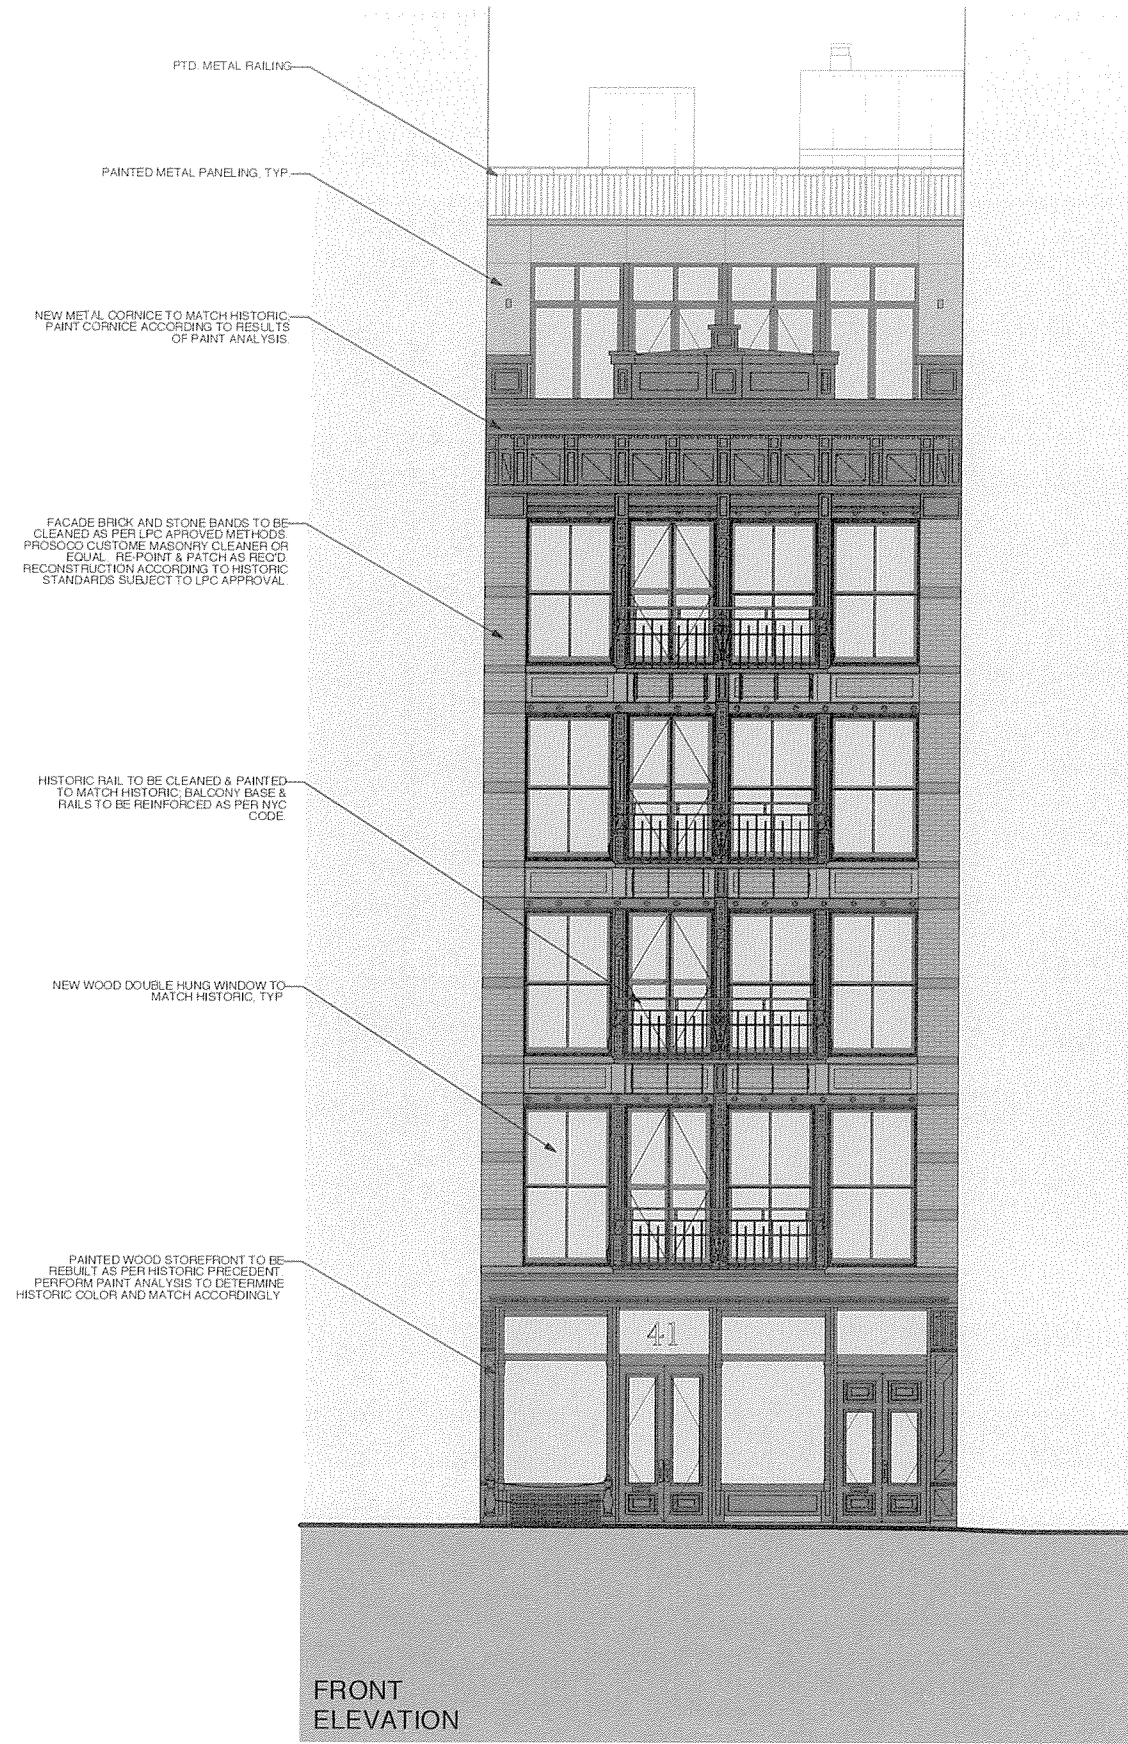 PTD. METAL RAILING
PAINTED METAL PANELING, TYP.
NEW METAL CORNICE TO MATCH HISTORIC.
PAINT CORNICE ACCORDING TO RESULTS
OF PAINT ANALYSIS.
FACADE BRICK AND STONE BANDS TO BE
CLEANED AS PER LPC APROVED METHODS.
PROSOCO CUSTOME MASONRY CLEANER OR
EQUAL. RE-POINT & PATCH AS REQ'D.
RECONSTRUCTION ACCORDING TO HISTORIC
STANDARDS SUBJECT TO LPC APPROVAL.
HISTORIC RAIL TO BE CLEANED & PAINTED
TO MATCH HISTORIC; BALCONY BASE &
RAILS TO BE REINFORCED AS PER NYC
CODE.
NEW WOOD DOUBLE HUNG WINDOW TO
MATCH HISTORIC, TYP
PAINTED WOOD STOREFRONT TO BE
REBUILT AS PER HISTORIC PRECEDENT.
PERFORM PAINT ANALYSIS TO DETERMINE
HISTORIC COLOR AND MATCH ACCORDINGLY
41
FRONT
ELEVATION